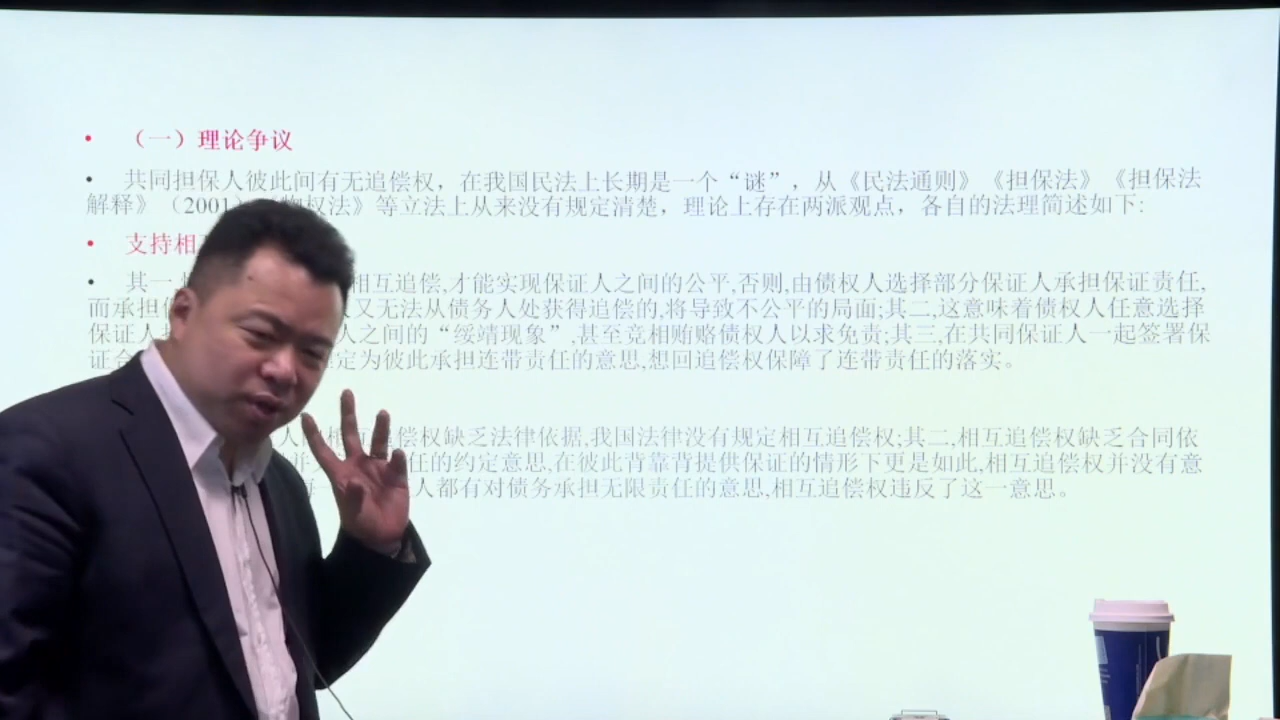 （一）理论争议
共同担保人彼此间有无追偿权，在我国民法上长期是一个“谜”，从《民法通则》《担保法》《担保法
解释》（2001）《物权法》等立法上从来没有规定清楚，理论上存在两派观点，各自的法理简述如下:
支持相
其一 相互追偿,才能实现保证人之间的公平,否则,由债权人选择部分保证人承担保证责任,
而承担 又无法从债务人处获得追偿的,将导致不公平的局面;其二,这意味着债权人任意选择
保证人 人之间的“绥靖现象”,甚至竞相贿赂债权人以求免责;其三,在共同保证人一起签署保
证合 定为彼此承担连带责任的意思,想回追偿权保障了连带责任的落实。
追偿权缺乏法律依据,我国法律没有规定相互追偿权;其二,相互追偿权缺乏合同依
任的约定意思,在彼此背靠背提供保证的情形下更是如此,相互追偿权并没有意
人都有对债务承担无限责任的意思,相互追偿权违反了这一意思。